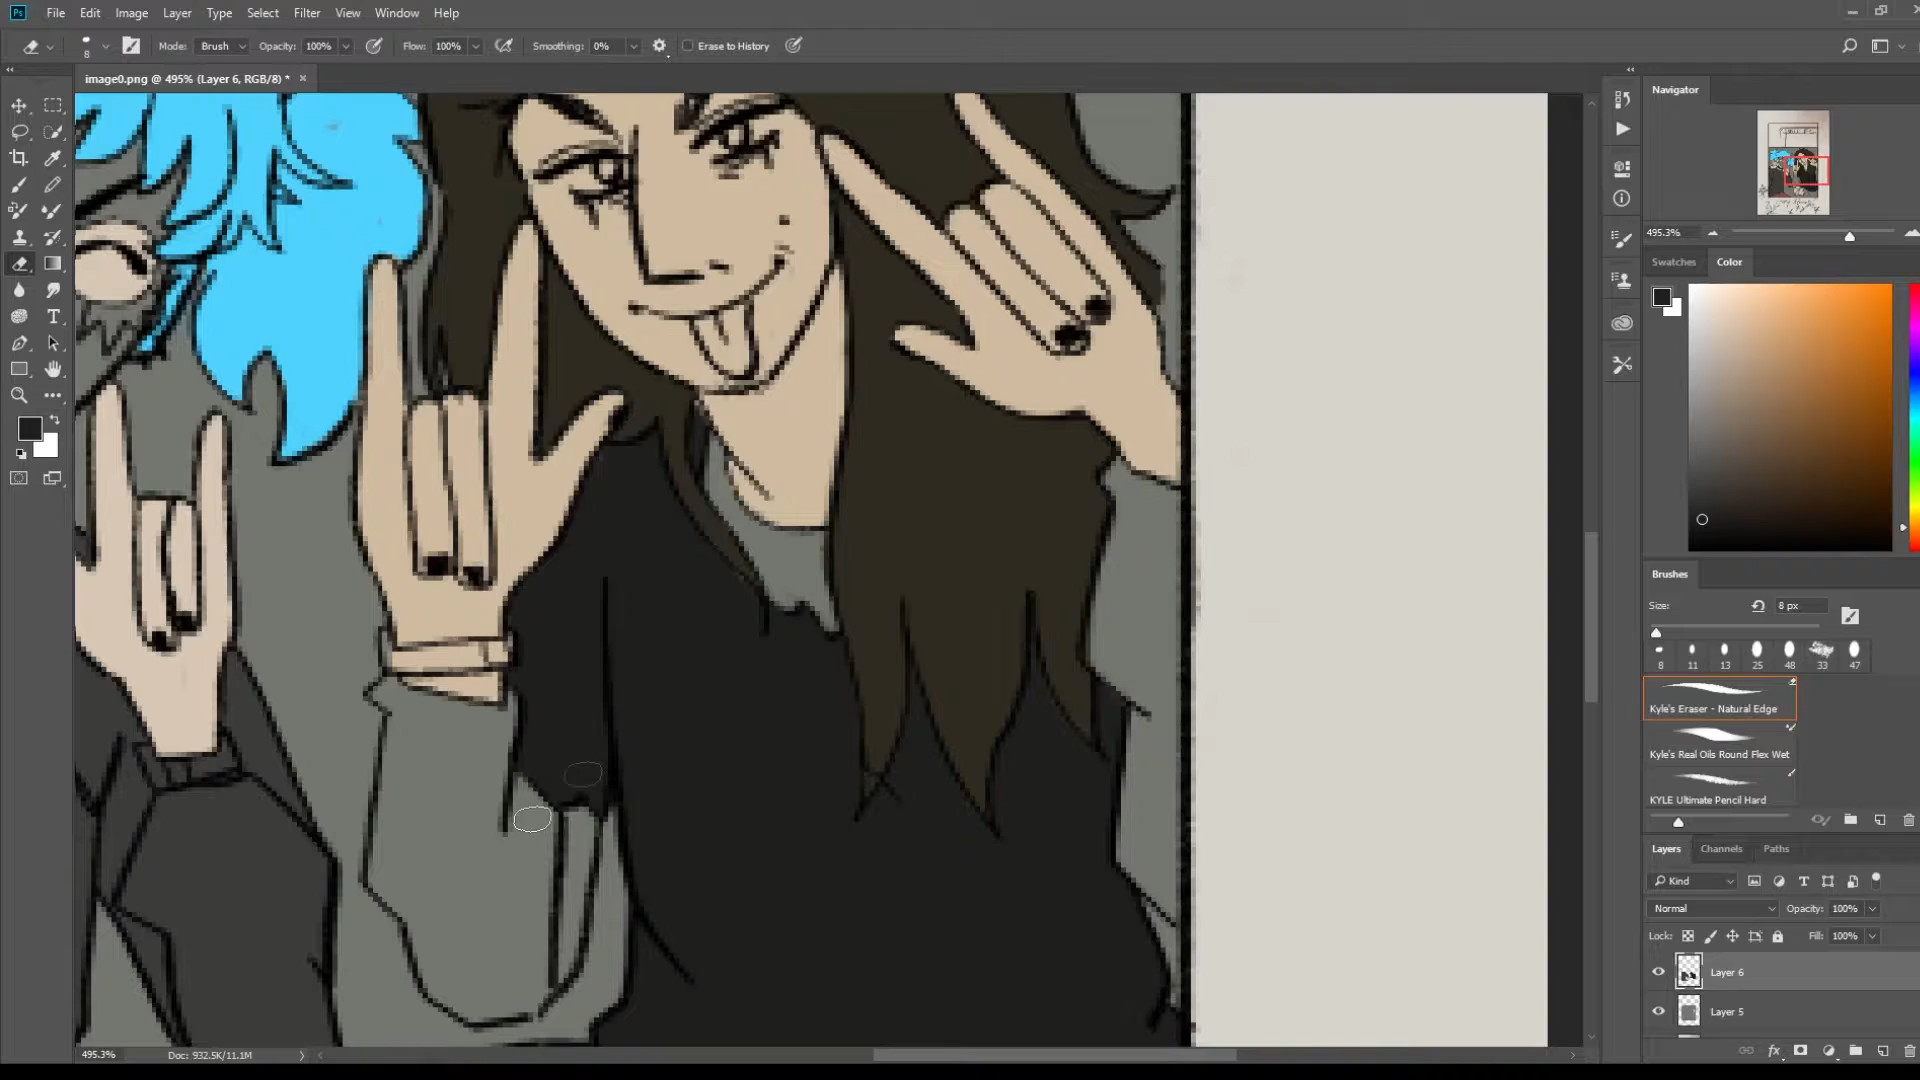 Ps File Edit Image Layer Type Select Filter View Window Help
8 Mode: Brush Opacity: 100% Flow: 100% Smoothing: 0% Erase to History
image0.png @ 495% (Layer 6, RGB/8) *
Navigator
495.3%
Swatches Color
Brushes
Size: 8 px
8 11 13 25 48 33 47
Kyle's Eraser - Natural Edge
Kyle's Real Oils Round Flex Wet
KYLE Ultimate Pencil Hard
Layers Channels Paths
Kind
Normal Opacity: 100%
Lock: Fill: 100%
Layer 6
Layer 5
495.3% Doc: 932.5K/11.1M